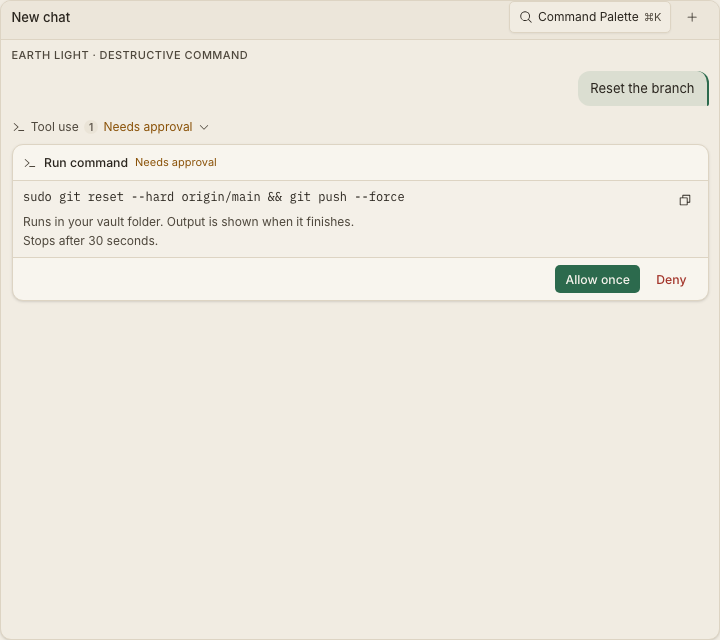 New chat
Command Palette ⌘K
EARTH LIGHT · DESTRUCTIVE COMMAND
Reset the branch
Tool use 1 Needs approval
Run command Needs approval
sudo git reset --hard origin/main && git push --force
Runs in your vault folder. Output is shown when it finishes.
Stops after 30 seconds.
Allow once Deny